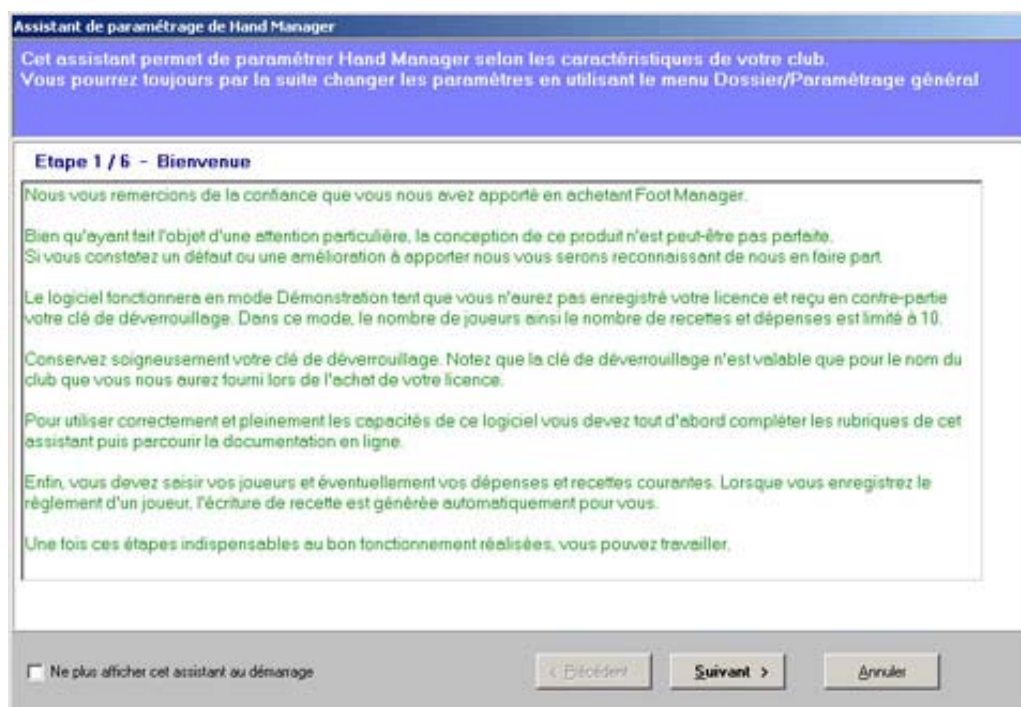 Assistant de paramétrage de Hand Manager
Cet assistant permet de paramétrer Hand Manager selon les caractéristiques de votre club.
Vous pourrez toujours par la suite changer les paramètres en utilisant le menu Dossier/Paramétrage général
Etape 1 / 6 - Bienvenue
Nous vous remercions de la confiance que vous nous avez apporté en achetant Foot Manager.
Bien qu'ayant fait l'objet d'une attention particulière, la conception de ce produit n'est peut-être pas parfaite.
Si vous constatez un défaut ou une amélioration à apporter nous vous serons reconnaissant de nous en faire part.
Le logiciel fonctionnera en mode Démonstration tant que vous n'aurez pas enregistré votre licence et reçu en contre-partie
votre clé de déverrouillage. Dans ce mode, le nombre de joueurs ainsi le nombre de recettes et dépenses est limité à 10.
Conservez soigneusement votre clé de déverrouillage. Notez que la clé de déverrouillage n'est valable que pour le nom du
club que vous nous aurez fourni lors de l'achat de votre licence.
Pour utiliser correctement et pleinement les capacités de ce logiciel vous devez tout d'abord compléter les rubriques de cet
assistant puis parcourir la documentation en ligne.
Enfin, vous devez saisir vos joueurs et éventuellement vos dépenses et recettes courantes. Lorsque vous enregistrez le
règlement d'un joueur, l'écriture de recette est générée automatiquement pour vous.
Une fois ces étapes indispensables au bon fonctionnement réalisées, vous pouvez travailler.
Ne plus afficher cet assistant au démarrage
< Précédent
Suivant >
Annuler